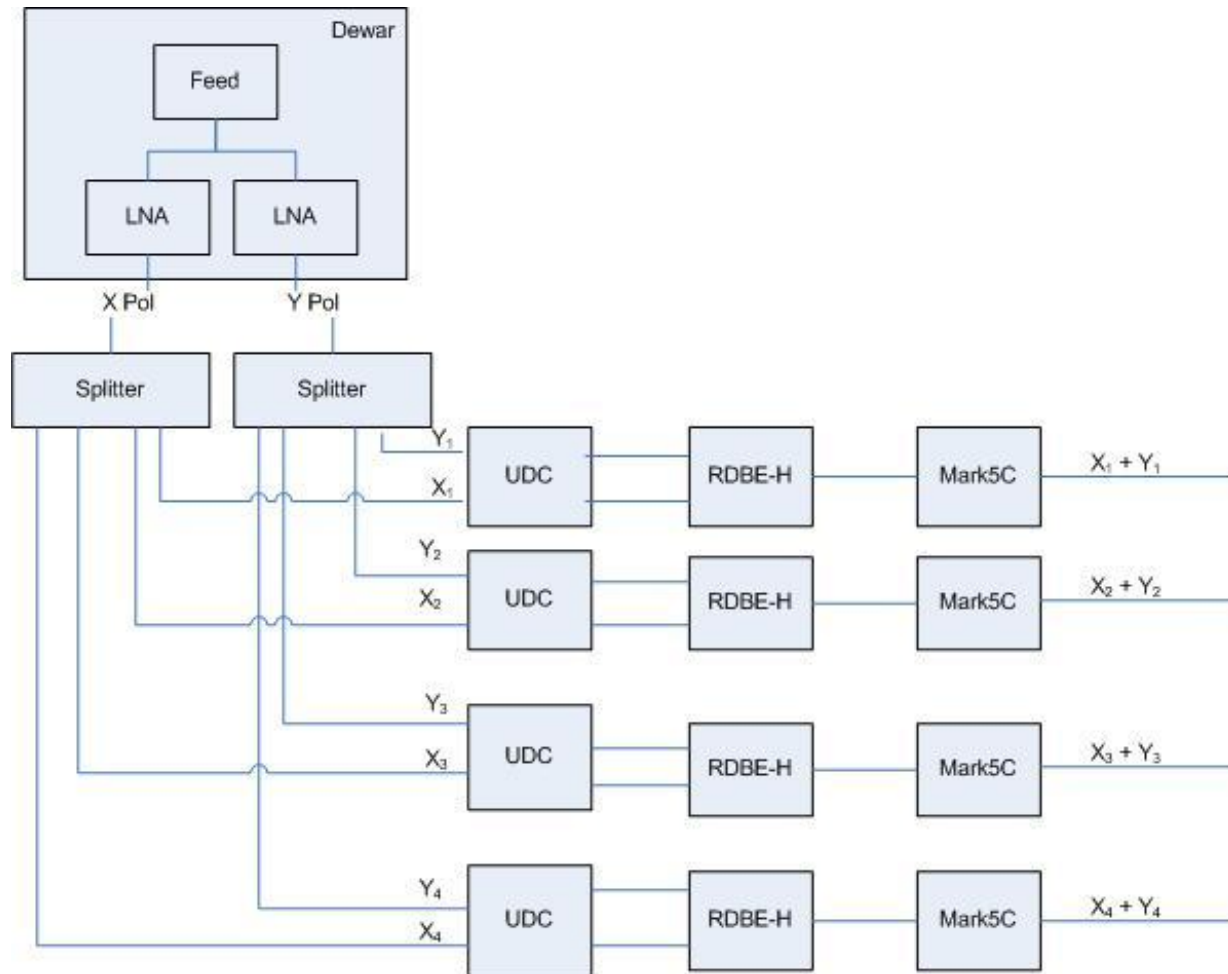 Dewar
Feed
LNA LNA
X Pol Y Pol
Splitter Splitter
Y₁
X₁
UDC RDBE-H Mark5C X₁ + Y₁
Y₂
X₂
UDC RDBE-H Mark5C X₂ + Y₂
Y₃
X₃
UDC RDBE-H Mark5C X₃ + Y₃
Y₄
X₄
UDC RDBE-H Mark5C X₄ + Y₄